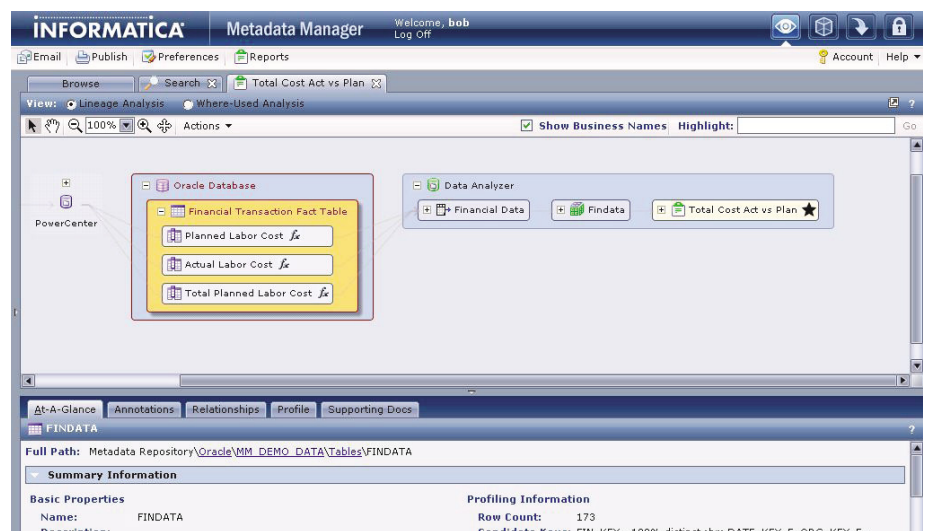 INFORMATICA Metadata Manager Welcome, bob
Log Off
Email Publish Preferences Reports Account Help
Browse Search Total Cost Act vs Plan
View: Lineage Analysis Where-Used Analysis ?
100% Actions Show Business Names Highlight: Go
Oracle Database Data Analyzer
PowerCenter Financial Transaction Fact Table Financial Data Findata Total Cost Act vs Plan
Planned Labor Cost fx
Actual Labor Cost fx
Total Planned Labor Cost fx
At-A-Glance Annotations Relationships Profile Supporting Docs
FINDATA ?
Full Path: Metadata Repository\Oracle\MM_DEMO_DATA\Tables\FINDATA
Summary Information
Basic Properties Profiling Information
Name: FINDATA Row Count: 173